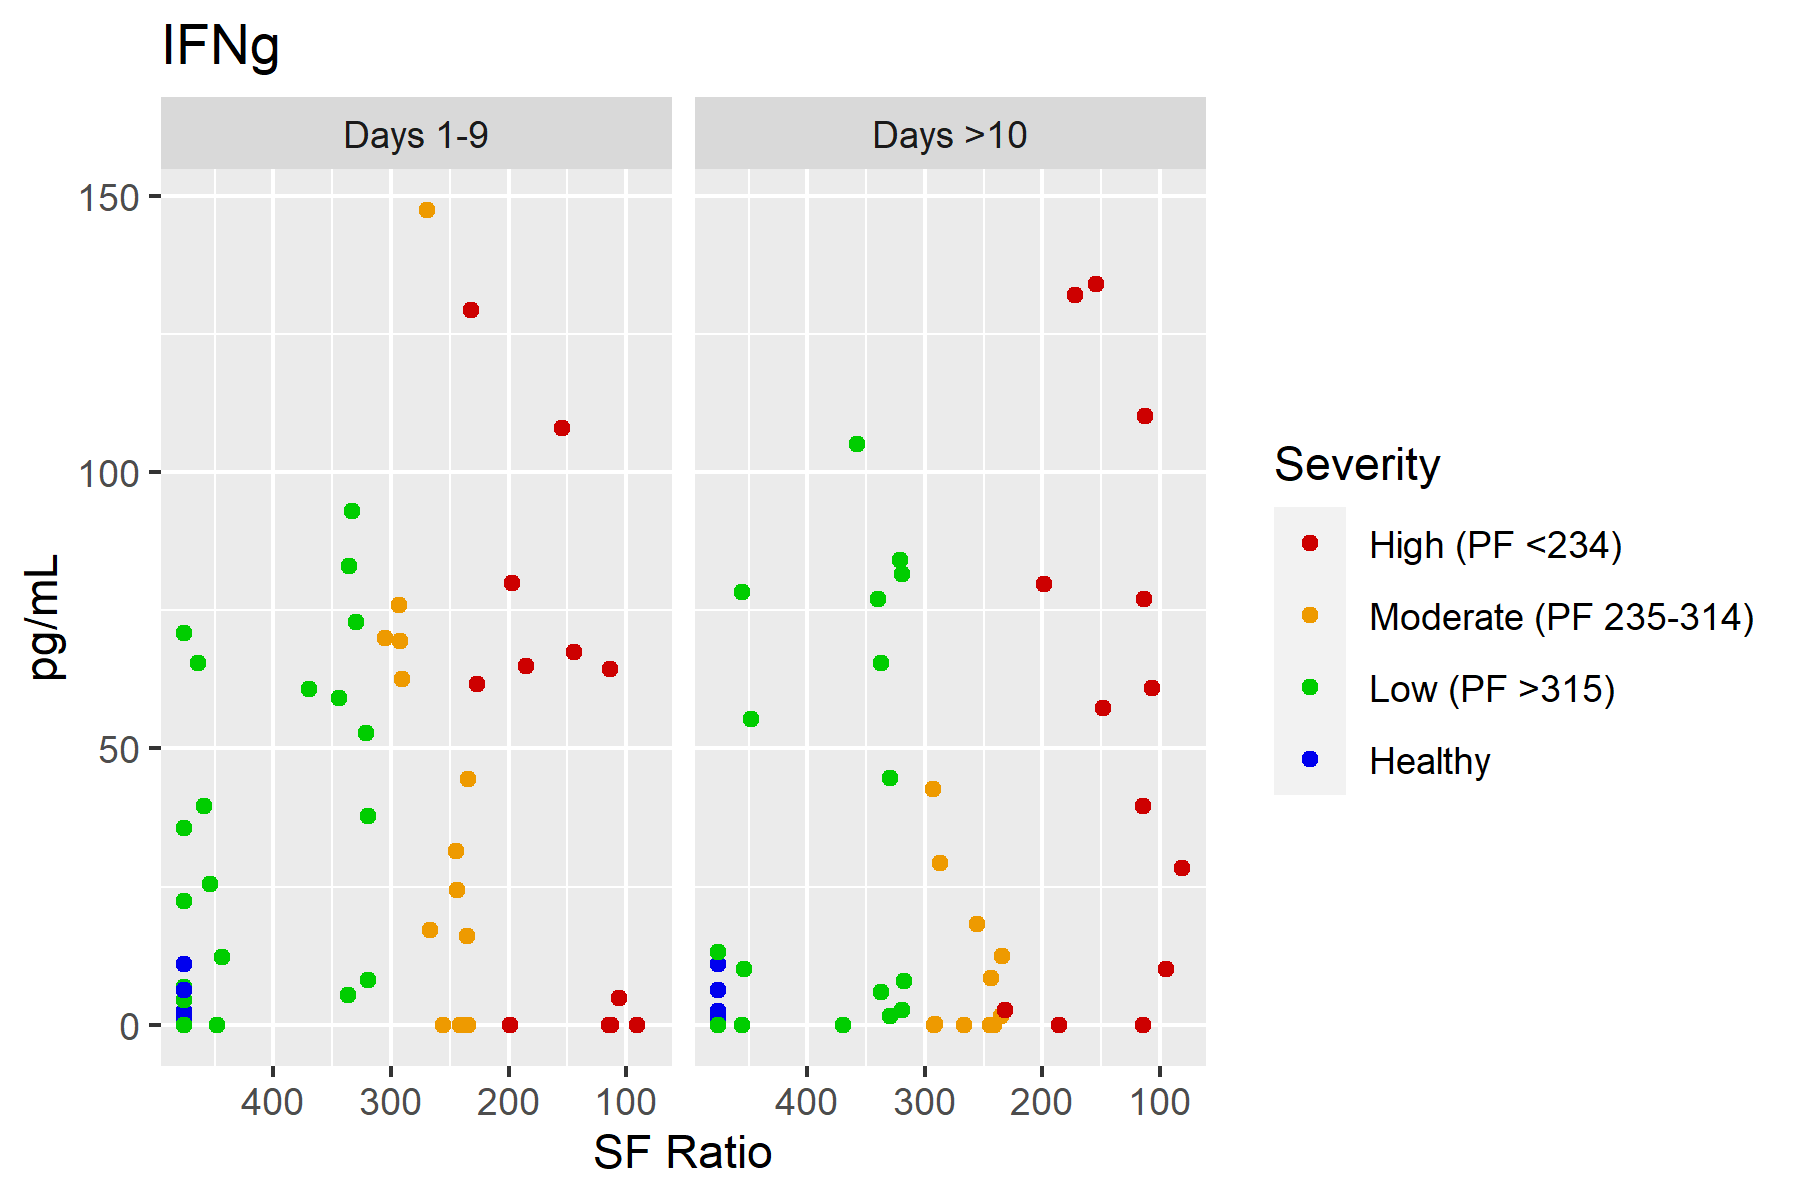 IFNg
Days 1-9
Days >10
150
100
50
0
pg/mL
400 300 200 100
400 300 200 100
SF Ratio
Severity
High (PF <234)
Moderate (PF 235-314)
Low (PF >315)
Healthy